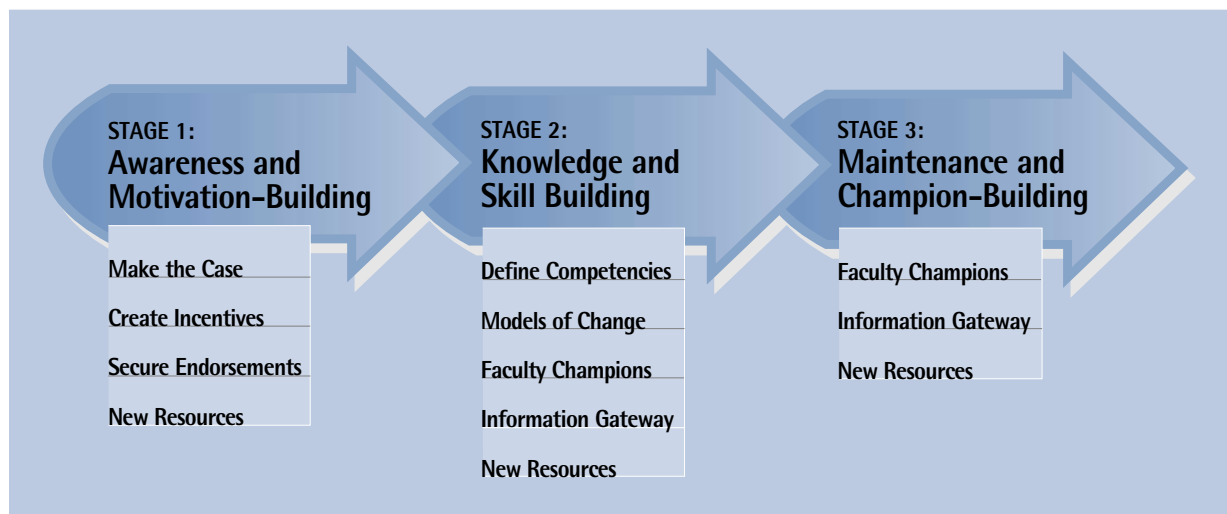 STAGE 1:
Awareness and
Motivation-Building
Make the Case
Create Incentives
Secure Endorsements
New Resources
STAGE 2:
Knowledge and
Skill Building
Define Competencies
Models of Change
Faculty Champions
Information Gateway
New Resources
STAGE 3:
Maintenance and
Champion-Building
Faculty Champions
Information Gateway
New Resources